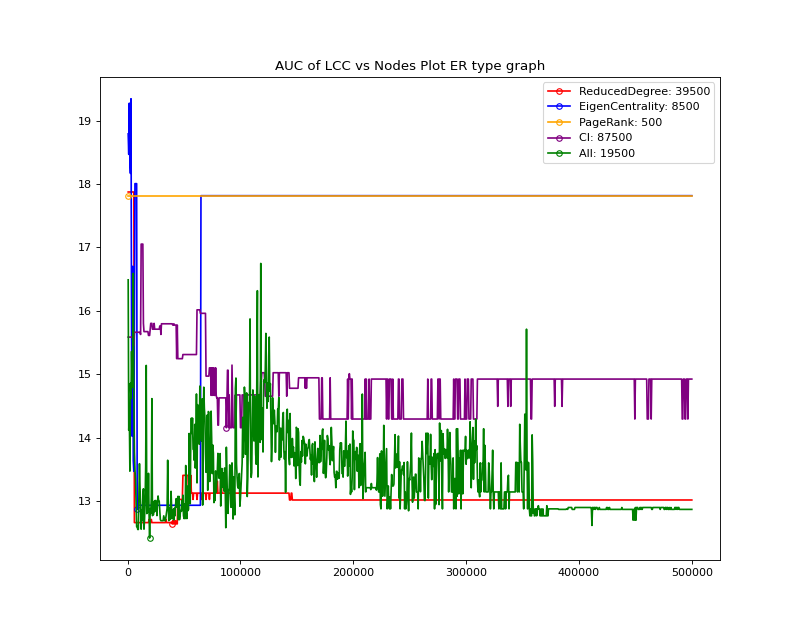 AUC of LCC vs Nodes Plot ER type graph
ReducedDegree: 39500
EigenCentrality: 8500
PageRank: 500
CI: 87500
All: 19500
19
18
17
16
15
14
13
0 100000 200000 300000 400000 500000